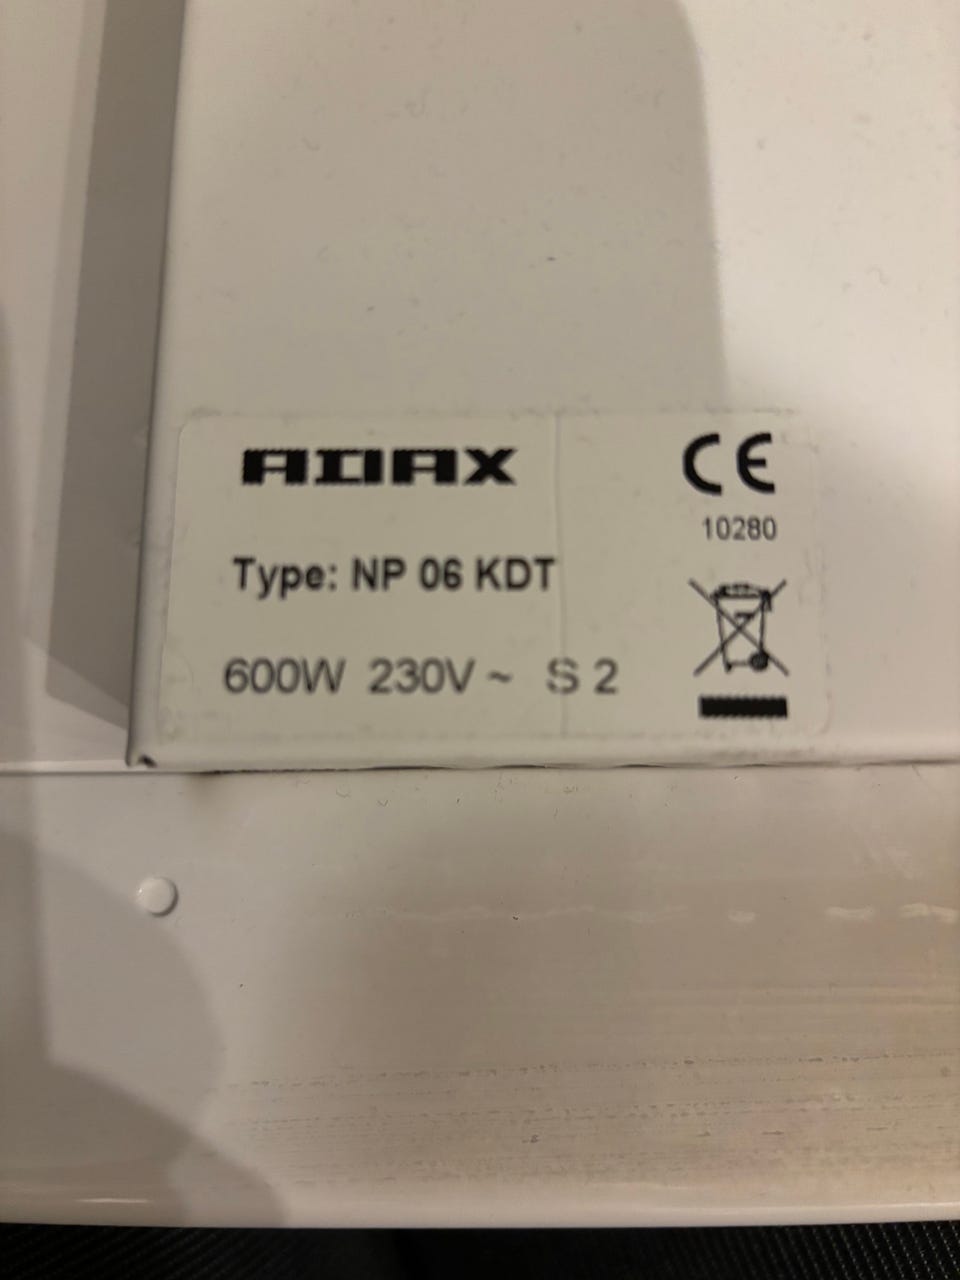 ADAX
CE
10280
Type: NP 06 KDT
600W 230V ~ S 2